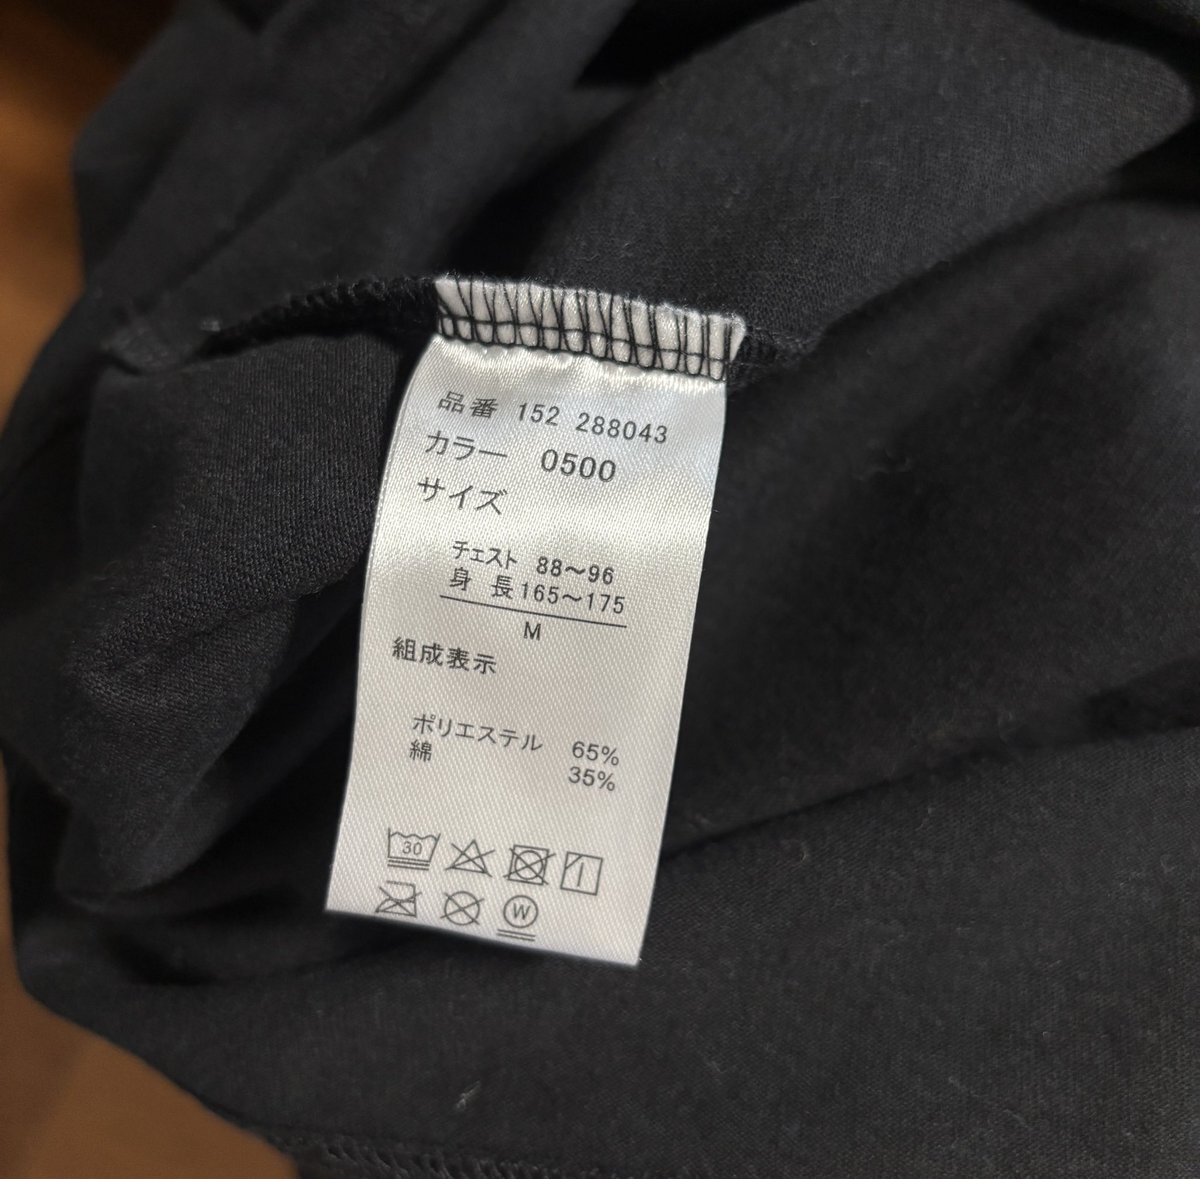 品番 152 288043
カラー 0500
サイズ
チェスト 88～96
身 長 165～175
M
組成表示
ポリエステル 65%
綿 35%
30
W